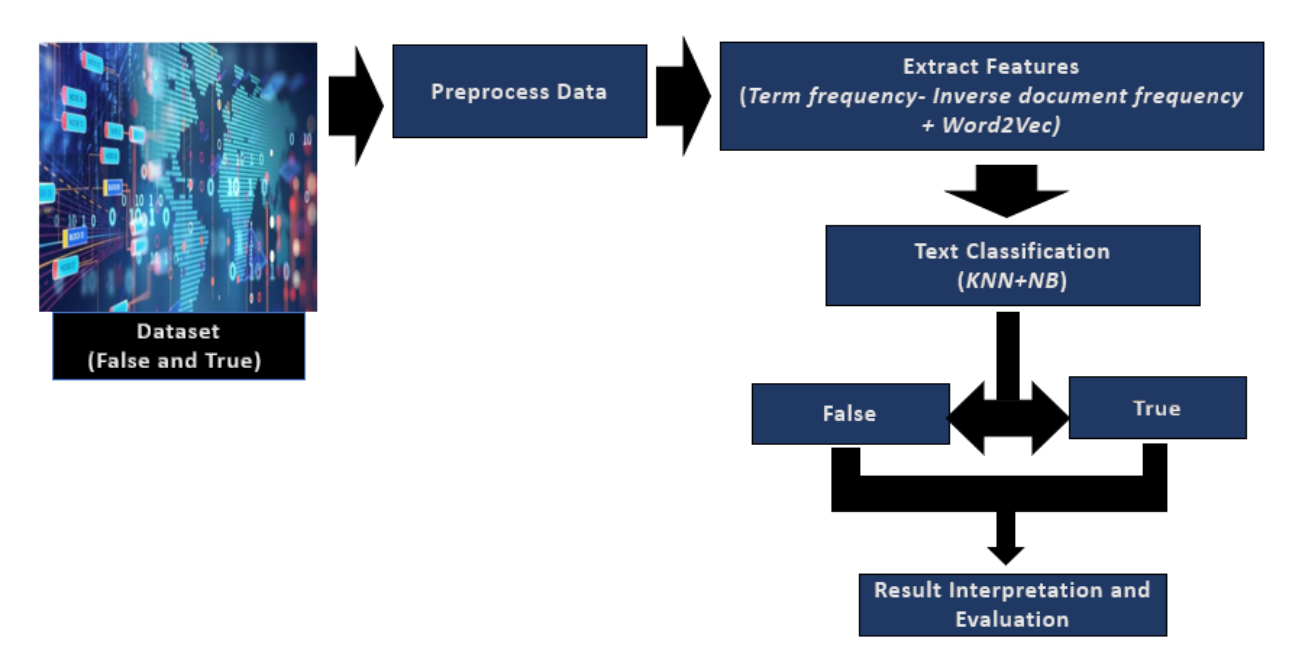 Dataset
(False and True)
Preprocess Data
Extract Features
(Term frequency- Inverse document frequency
+ Word2Vec)
Text Classification
(KNN+NB)
False
True
Result Interpretation and
Evaluation